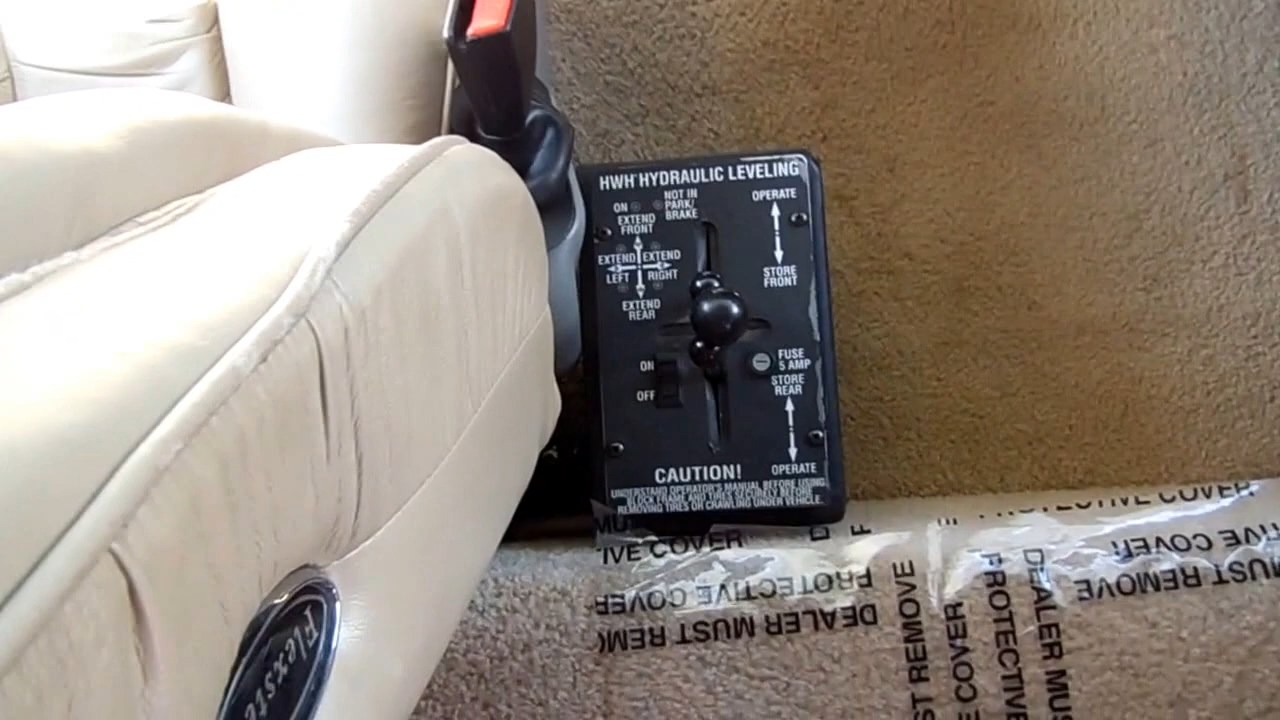 HWH HYDRAULIC LEVELING
ON
NOT IN
PARK/
BRAKE
EXTEND
FRONT
EXTEND
LEFT
EXTEND
RIGHT
EXTEND
REAR
OPERATE
STORE
FRONT
ON
OFF
FUSE
5 AMP
STORE
REAR
OPERATE
CAUTION!
UNDERSTAND OPERATOR'S MANUAL BEFORE USING.
BLOCK FRAME AND TIRES SECURELY BEFORE
REMOVING TIRES OR CRAWLING UNDER VEHICLE.
PROTECTIVE COVER
IVE COVER
PROTECTIVE COVER
DEALER MUST REM
COVER
MUST REMOVE
ST REMOVE
E COVER
PROTECTIVE
DEALER MUS
Flexste